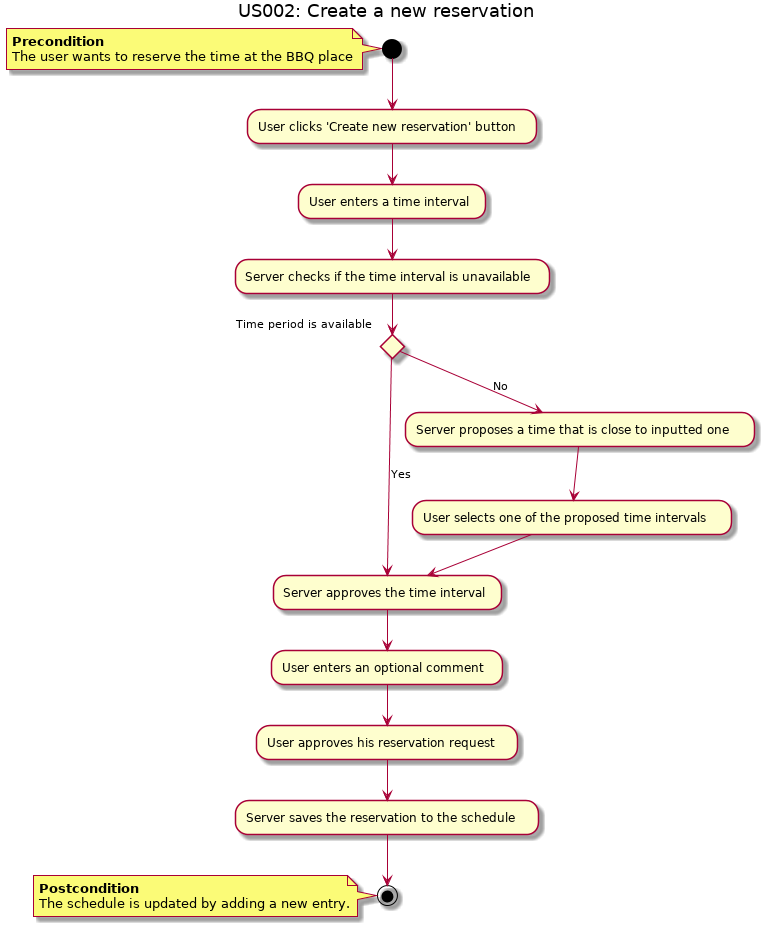 US002: Create a new reservation
Precondition
The user wants to reserve the time at the BBQ place
User clicks 'Create new reservation' button
User enters a time interval
Server checks if the time interval is unavailable
Time period is available
No
Server proposes a time that is close to inputted one
Yes
User selects one of the proposed time intervals
Server approves the time interval
User enters an optional comment
User approves his reservation request
Server saves the reservation to the schedule
Postcondition
The schedule is updated by adding a new entry.